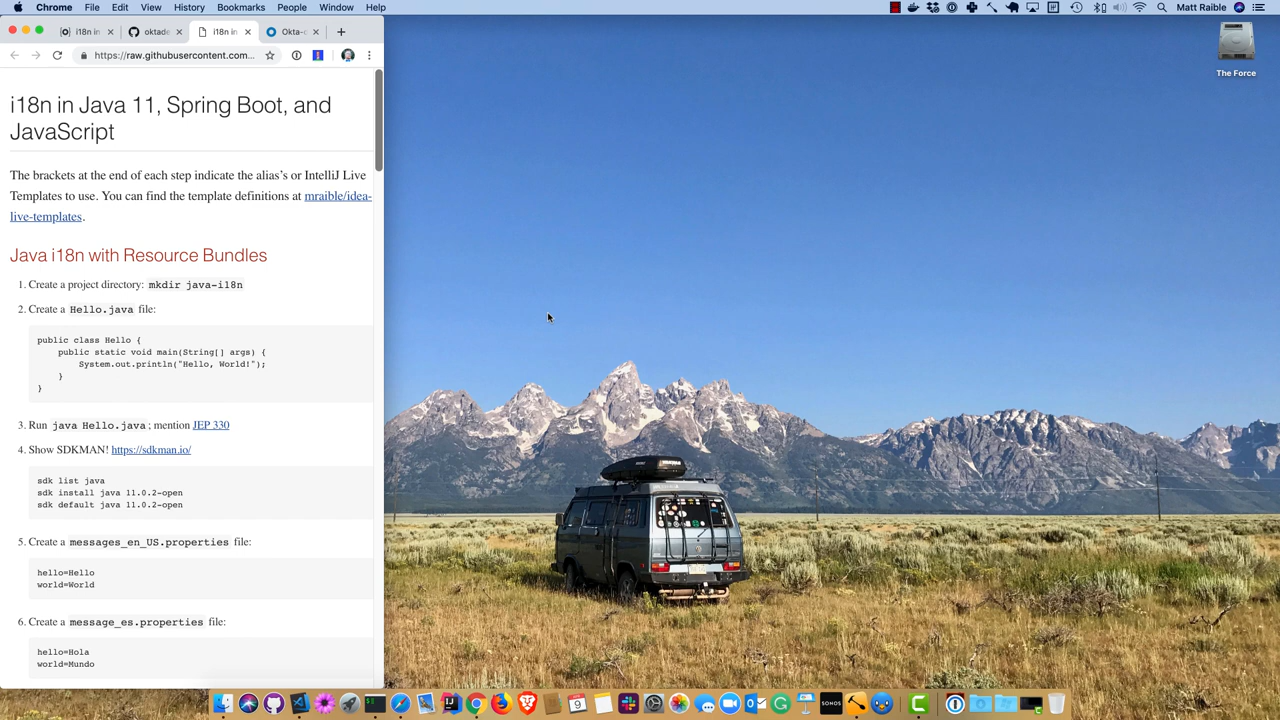 Chrome File Edit View History Bookmarks People Window Help Matt Raible
i18n in oktade i18n in Okta-
https://raw.githubusercontent.com...
The Force
i18n in Java 11, Spring Boot, and
JavaScript
The brackets at the end of each step indicate the alias's or IntelliJ Live
Templates to use. You can find the template definitions at mraible/idea-
live-templates.
Java i18n with Resource Bundles
1. Create a project directory: mkdir java-i18n
2. Create a Hello.java file:
public class Hello {
public static void main(String[] args) {
System.out.println("Hello, World!");
}
}
3. Run java Hello.java; mention JEP 330
4. Show SDKMAN! https://sdkman.io/
sdk list java
sdk install java 11.0.2-open
sdk default java 11.0.2-open
5. Create a messages_en_US.properties file:
hello=Hello
world=World
6. Create a message_es.properties file:
hello=Hola
world=Mundo
9
SONOS